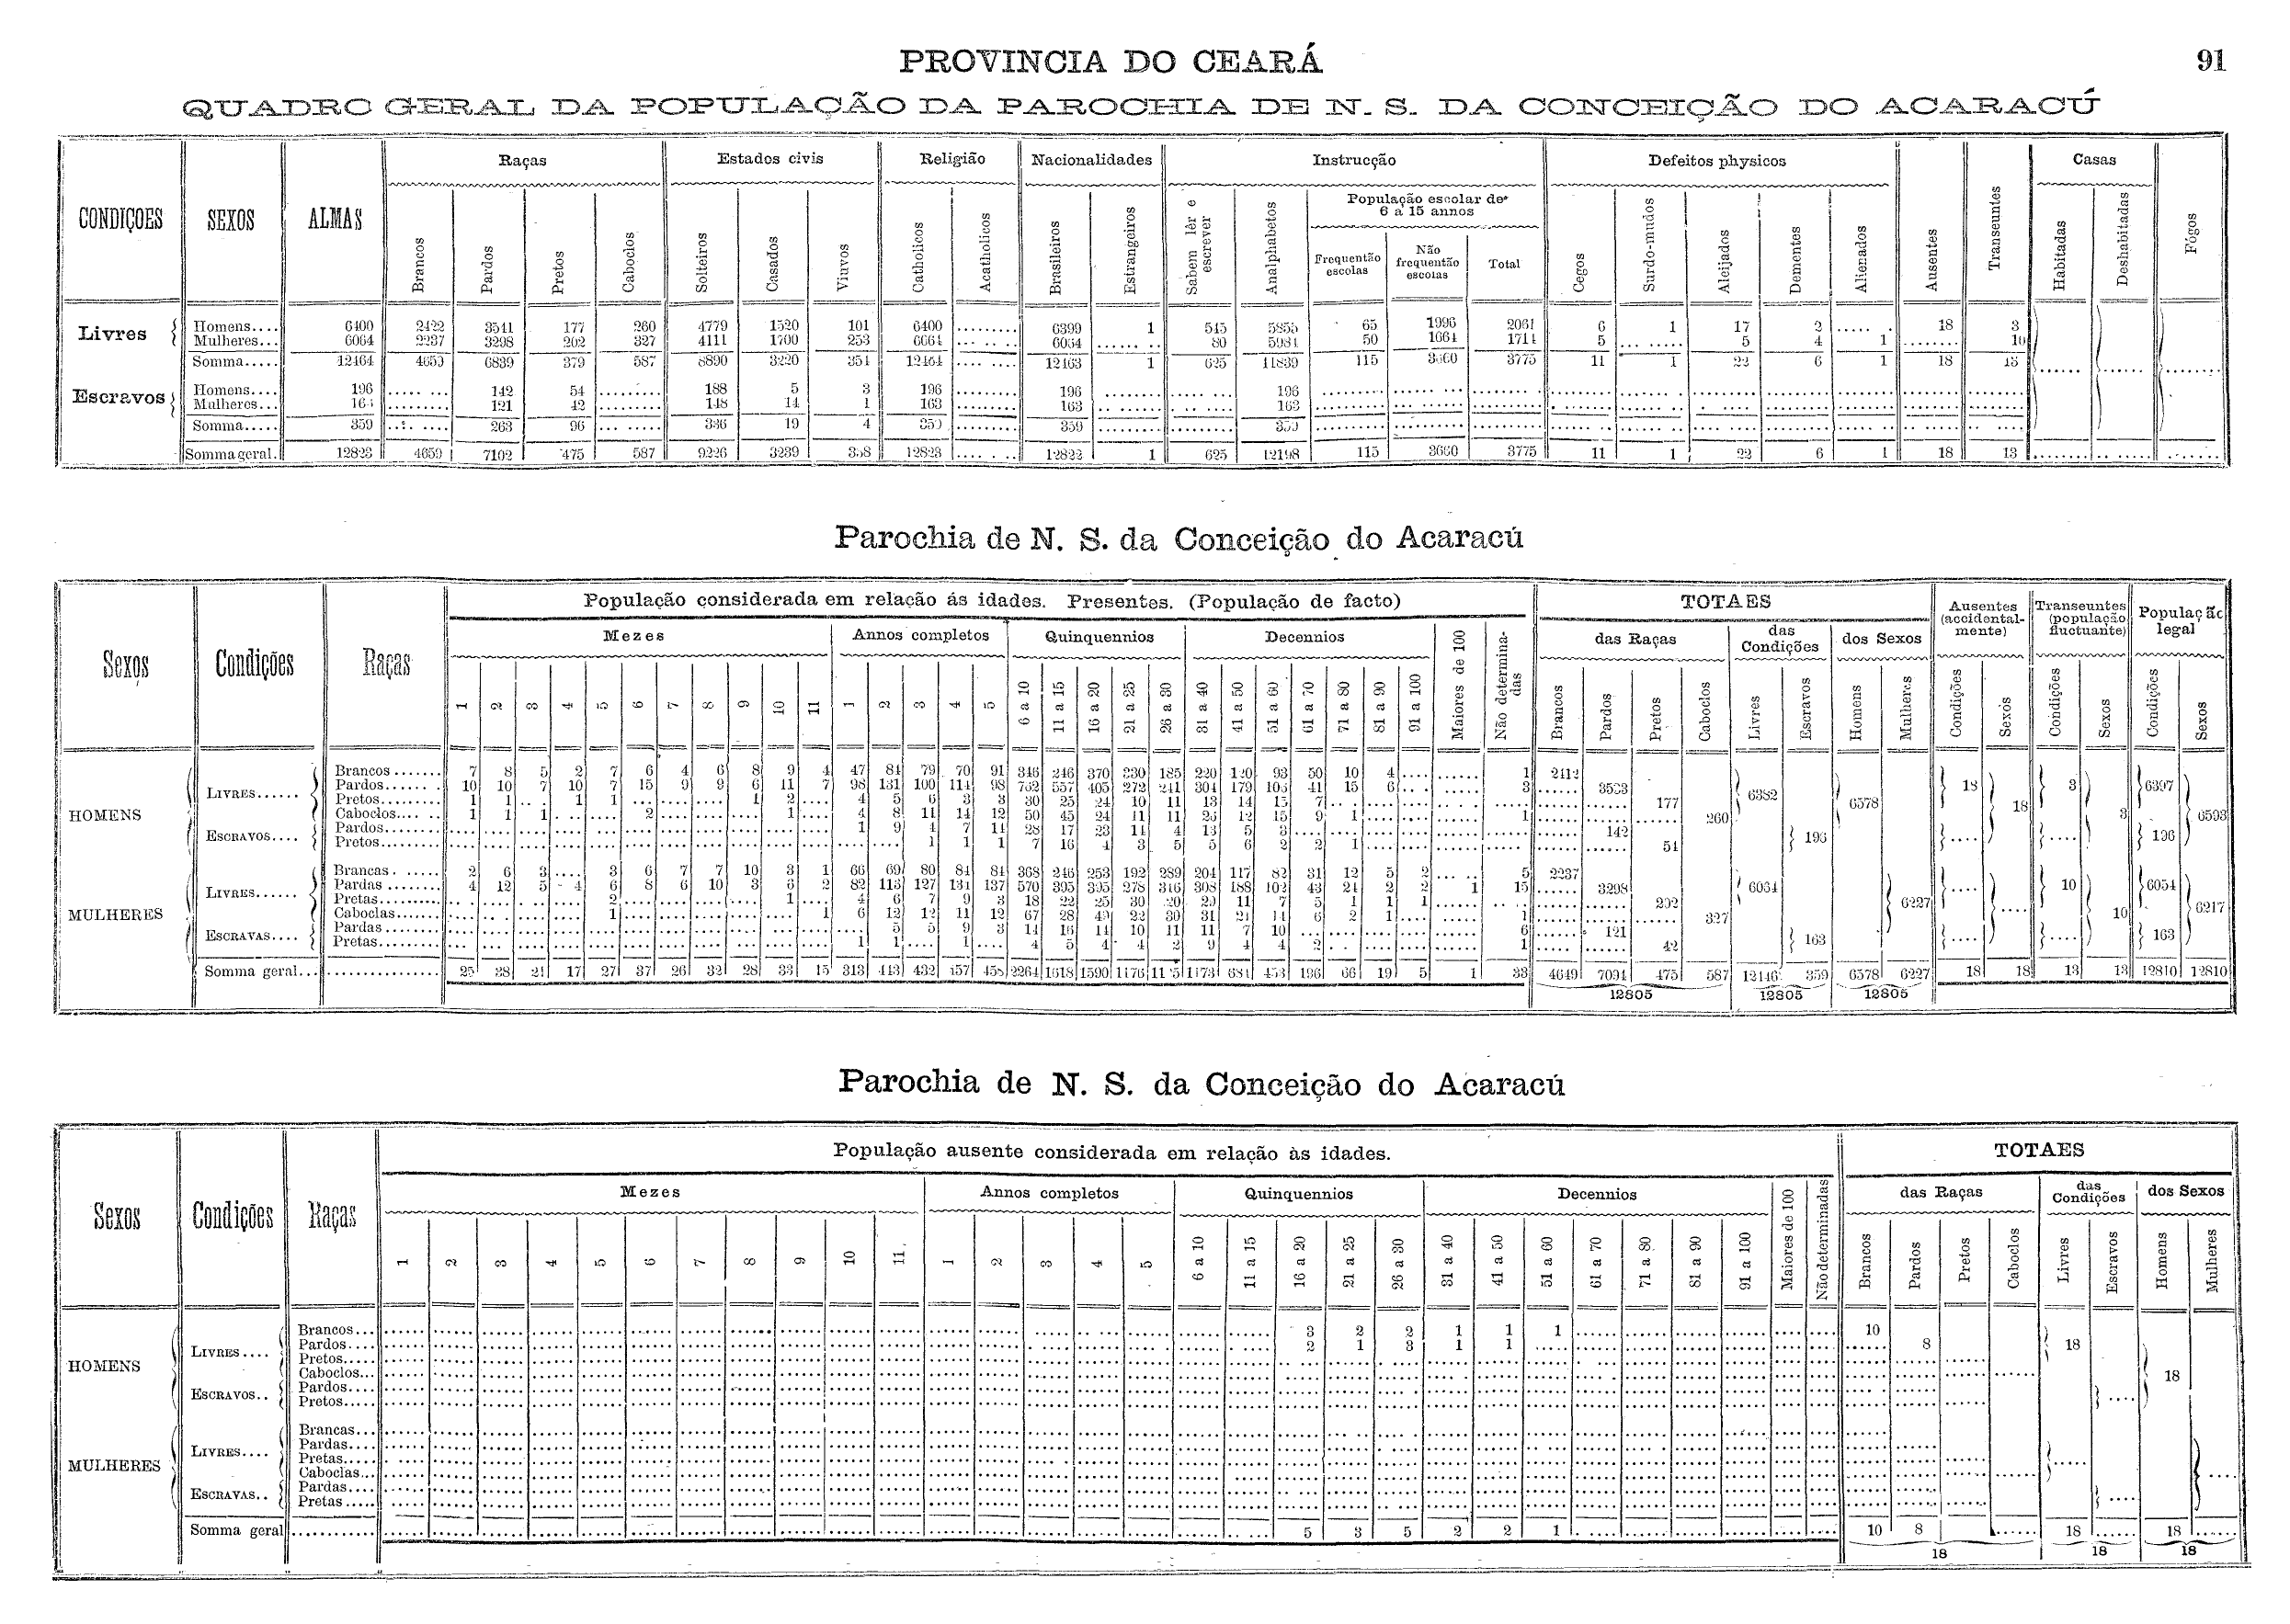 PROVINCIA DO CEARÁ
91
QUADRO GERAL DA POPULAÇÃO DA PAROCHIA DE N. S. DA CONCEIÇÃO DO ACARACÚ
CONDIÇOES SEXOS ALMAS Raças Estados civis Religião Nacionalidades Instrucção Defeitos physicos Ausentes Transeuntes Casas Fógos
População escolar de 6 a 15 annos
Brancos Pardos Pretos Caboclos Solteiros Casados Viuvos Catholicos Acatholicos Brasileiros Estrangeiros Sabem lêr e escrever Analphabetos Frequentão escolas Não frequentão escolas Total Cegos Surdo-mudos Aleijados Dementes Alienados Habitadas Deshabitadas
Livres Homens.... 6400 2422 3541 177 260 4779 1520 101 6400 6399 1 545 5855 65 1996 2061 6 1 17 2 18 3
Mulheres... 6064 2237 3298 202 327 4111 1700 253 80 50 1664 1714 5 5 4 1 10
Somma..... 12464 4659 6839 379 587 8890 3220 354 12464 12463 1 625 11839 115 3660 3775 11 1 22 6 1 18 13
Escravos Homens.... 196 142 54 188 5 3 196 196 196
Mulheres... 121 42 148 14 1 163 163 163
Somma..... 359 263 96 336 19 4 359 359 359
Somma geral. 12823 4659 7102 475 587 9226 3239 358 12823 12822 1 625 12198 115 3660 3775 11 1 22 6 1 18 13
Parochia de N. S. da Conceição do Acaracú
Sexos Condições Raças População considerada em relação ás idades. Presentes. (População de facto) TOTAES Ausentes (accidentalmente) Transeuntes (população fluctuante) legal
Mezes Annos completos Quinquennios Decennios Maiores de 100 Não determinadas das Raças das Condições dos Sexos
1 2 3 4 5 6 7 8 9 10 11 1 2 3 4 5 6 a 10 11 a 15 16 a 20 21 a 25 26 a 30 31 a 40 41 a 50 51 a 60 61 a 70 71 a 80 81 a 90 91 a 100 Brancos Pardos Pretos Caboclos Livres Escravos Homens Mulheres Condições Sexos Condições Sexos Condições Sexos
HOMENS LIVRES...... Brancos....... 7 8 5 2 7 6 4 6 8 9 4 47 84 79 70 91 346 246 370 230 185 220 120 93 50 10 4 1 2112
Pardos...... 10 10 7 10 7 15 9 9 6 11 7 98 131 100 114 98 762 557 405 272 241 304 179 103 41 15 6 3 3523
Pretos......... 1 1 1 1 1 2 4 5 6 3 3 30 25 24 10 11 13 14 15 7 177
Caboclos.... 1 1 1 2 1 4 8 11 14 12 50 45 24 11 11 26 12 15 9 1 1 260
6382 6578 18 18 3 3 6397 6593
ESCRAVOS.... Pardos........ 1 9 4 7 11 28 17 23 11 4 13 5 3 142
Pretos......... 1 1 1 7 16 4 3 5 5 6 2 2 1 54
196 196
MULHERES LIVRES...... Brancas. ...... 2 6 3 3 6 7 7 10 3 1 66 69 80 84 84 368 246 253 192 289 204 117 82 31 12 5 2 5 2237
Pardas ........ 4 12 5 4 6 8 6 10 3 6 2 82 113 127 131 137 570 395 395 278 316 308 188 102 43 21 2 2 1 15 3298
Pretas.......... 2 1 4 6 7 9 3 18 22 25 30 20 20 11 7 5 1 1 1 202
Caboclas....... 1 1 6 12 12 11 12 67 28 49 22 30 31 21 14 6 2 1 1 327
6064 6227 10 10 6054 6217
ESCRAVAS.... Pardas......... 5 5 9 3 14 16 14 10 11 11 7 10 6 121
Pretas......... 1 1 1 4 5 4 4 2 9 4 4 2 1 42
163 163
Somma geral... 25 38 21 17 27 37 26 32 28 33 15 313 443 432 457 458 2264 1618 1590 1176 1173 681 453 196 66 19 5 1 33 4649 7094 475 587 12446 359 6578 6227 18 18 13 13 12810 12810
12805 12805 12805
Parochia de N. S. da Conceição do Acaracú
Sexos Condições Raças População ausente considerada em relação às idades. TOTAES
Mezes Annos completos Quinquennios Decennios Maiores de 100 Não determinadas das Raças das Condições dos Sexos
1 2 3 4 5 6 7 8 9 10 11 1 2 3 4 5 6 a 10 11 a 15 16 a 20 21 a 25 26 a 30 31 a 40 41 a 50 51 a 60 61 a 70 71 a 80 81 a 90 91 a 100 Brancos Pardos Pretos Caboclos Livres Escravos Homens Mulheres
HOMENS LIVRES.... Brancos... 3 2 2 1 1 1 10
Pardos.... 2 1 3 1 1 8 18
Pretos.....
Caboclos...
18
ESCRAVOS.. Pardos....
Pretos.....
MULHERES LIVRES.... Brancas...
Pardas....
Pretas.....
Caboclas...
ESCRAVAS.. Pardas....
Pretas .....
Somma geral 5 3 5 2 2 1 10 8 18 18
18 18 18